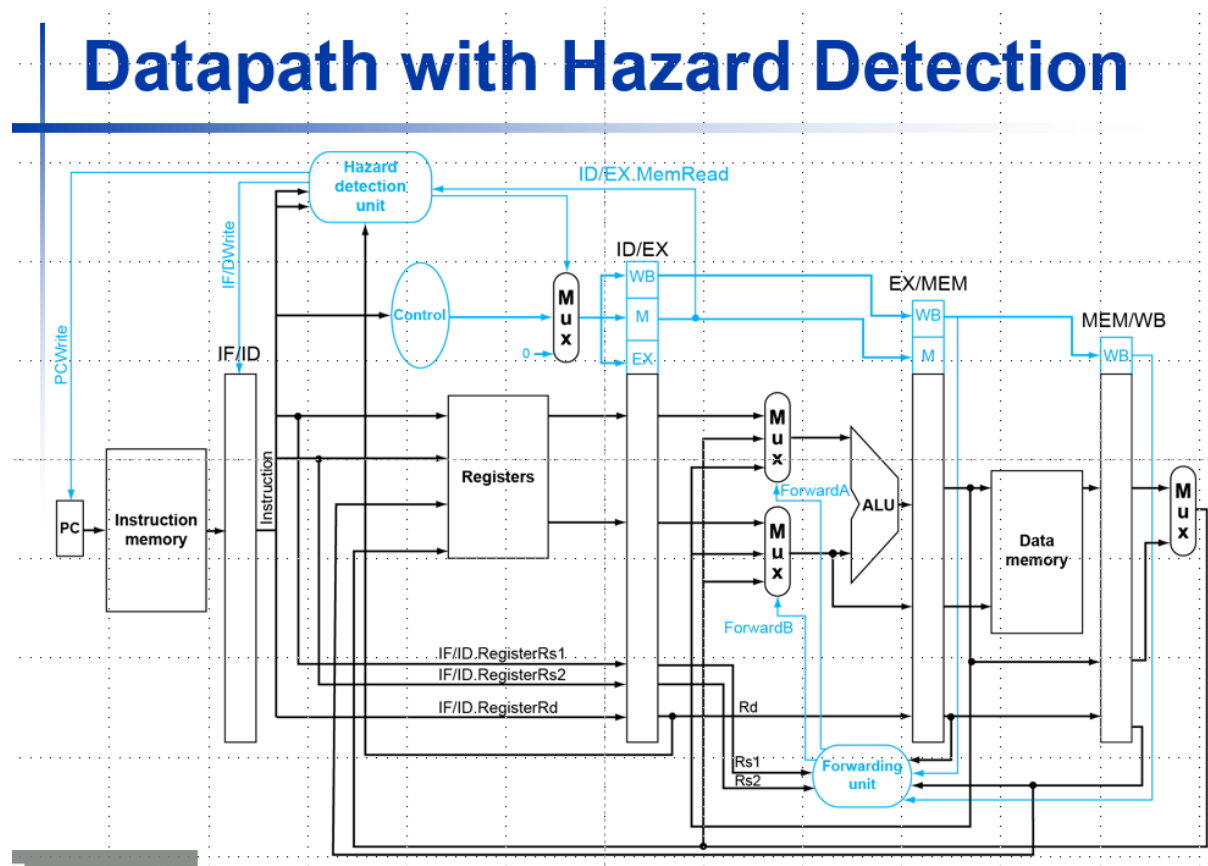 Datapath with Hazard Detection
Hazard
detection
unit
ID/EX.MemRead
PCWrite
IF/DWrite
ID/EX
WB
M
EX
Control
0
M
u
x
EX/MEM
WB
M
MEM/WB
WB
IF/ID
PC
Instruction
memory
Instruction
Registers
M
u
x
ForwardA
M
u
x
ForwardB
ALU
Data
memory
M
u
x
IF/ID.RegisterRs1
IF/ID.RegisterRs2
IF/ID.RegisterRd
Rd
Rs1
Rs2
Forwarding
unit